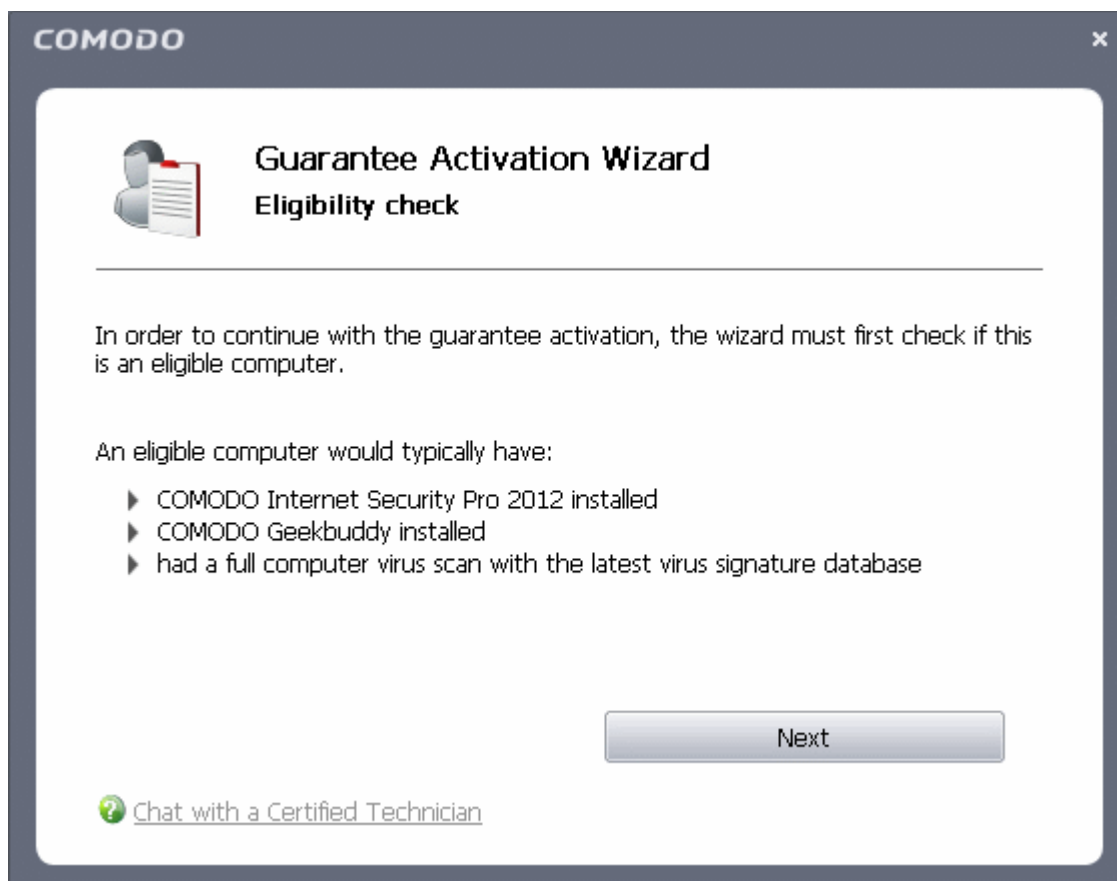 COMODO
Guarantee Activation Wizard
Eligibility check
In order to continue with the guarantee activation, the wizard must first check if this
is an eligible computer.
An eligible computer would typically have:
COMODO Internet Security Pro 2012 installed
COMODO Geekbuddy installed
had a full computer virus scan with the latest virus signature database
Next
Chat with a Certified Technician